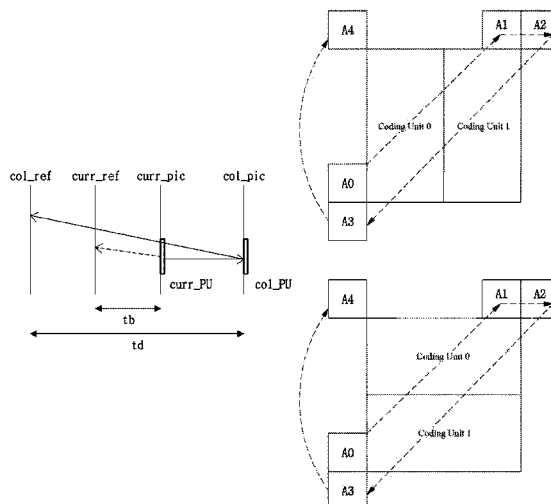 col_ref curr_ref curr_pic col_pic
curr_PU col_PU
tb
td
A4 A1 A2
Coding Unit 0 Coding Unit 1
A0
A3
A4 A1 A2
Coding Unit 0
Coding Unit 1
A0
A3